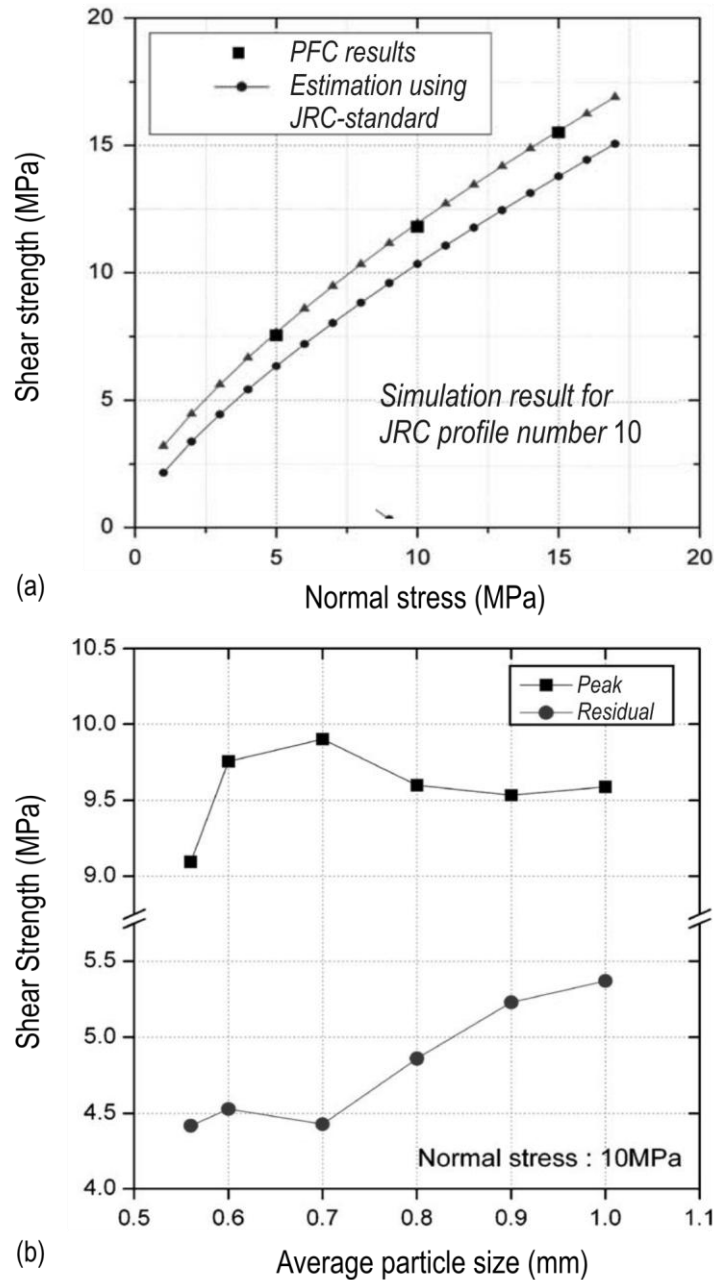 20
15
10
5
0
PFC results
Estimation using
JRC-standard
Simulation result for
JRC profile number 10
0 5 10 15 20
Shear strength (MPa)
Normal stress (MPa)
(a)
10.5
10.0
9.5
9.0
5.5
5.0
4.5
4.0
Peak
Residual
Normal stress : 10MPa
0.5 0.6 0.7 0.8 0.9 1.0 1.1
Shear Strength (MPa)
Average particle size (mm)
(b)